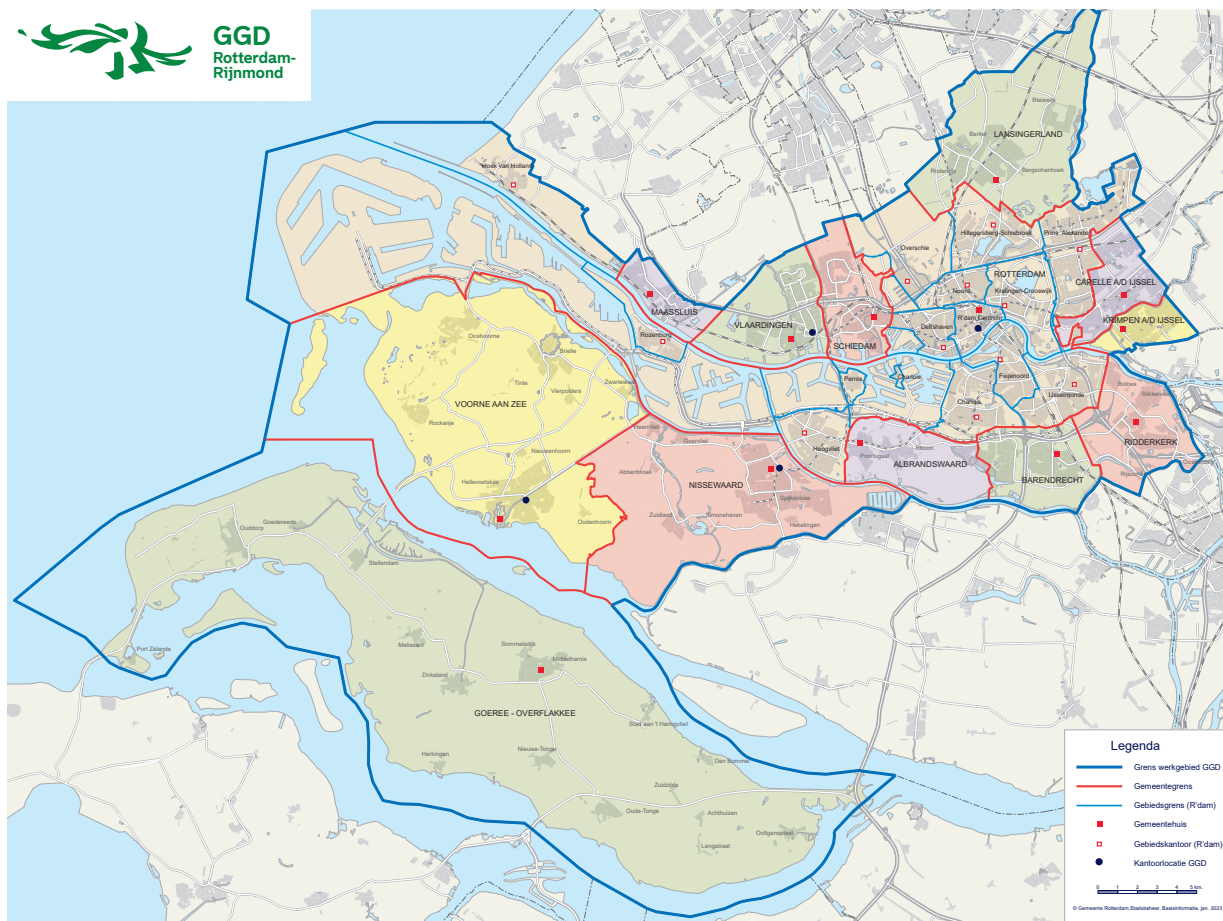 GGD
Rotterdam-
Rijnmond
Bleiswijk
Berkel
LANSINGERLAND
Rodenrijs
Bergschenhoek
Hoek van Holland
Hillegersberg-Schiebroek
Prins Alexander
Overschie
ROTTERDAM
CAPELLE A/D IJSSEL
Noord
Kralingen-Crooswijk
MAASSLUIS
VLAARDINGEN
R'dam Centrum
KRIMPEN A/D IJSSEL
Delfshaven
Rozenburg
SCHIEDAM
Oostvoorne
Brielle
Tinte
Vierpolders
Zwartewaal
Pernis
Charlois
Feijenoord
IJsselmonde
Bolnes
Slikkerveer
VOORNE AAN ZEE
Charlois
Rockanje
Heenvliet
Geervliet
Hoogvliet
Poortugaal
Rhoon
RIDDERKERK
Nieuwenhoorn
Abbenbroek
ALBRANDSWAARD
BARENDRECHT
Rijsoord
Hellevoetsluis
NISSEWAARD
Spijkenisse
Oudenhoorn
Zuidland
Simonshaven
Hekelingen
Goedereede
Ouddorp
Stellendam
Port Zélande
Melissant
Sommelsdijk
Middelharnis
Dirksland
GOEREE - OVERFLAKKEE
Stad aan 't Haringvliet
Herkingen
Nieuwe-Tonge
Den Bommel
Zuidzijde
Oude-Tonge
Achthuizen
Ooltgensplaat
Langstraat
Legenda
Grens werkgebied GGD
Gemeentegrens
Gebiedsgrens (R'dam)
Gemeentehuis
Gebiedskantoor (R'dam)
Kantoorlocatie GGD
0 1 2 3 4 5 km.
© Gemeente Rotterdam,Stadsbeheer, Basisinformatie, jan. 2023